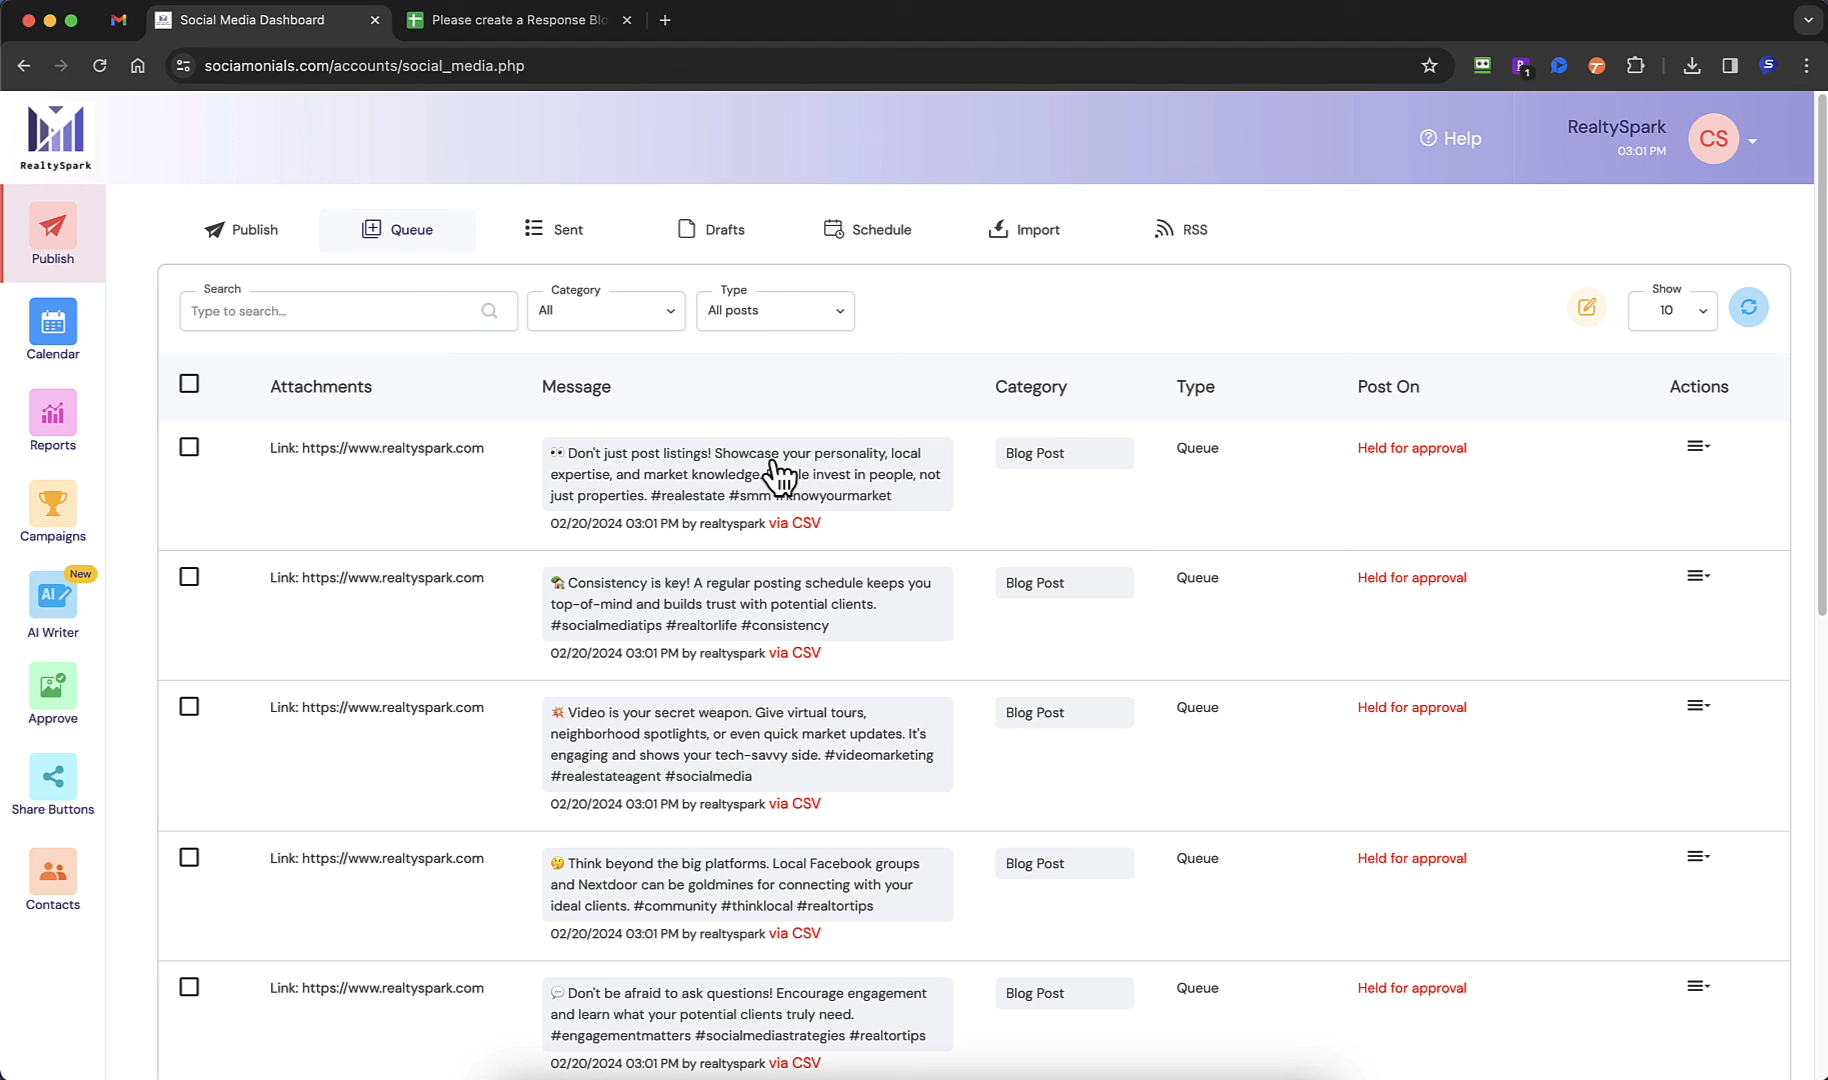 Social Media Dashboard
Please create a Response Blo
sociamonials.com/accounts/social_media.php
1
RealtySpark
Help
RealtySpark
03:01 PM
CS
Publish
Calendar
Reports
Campaigns
New
AI
AI Writer
Approve
Share Buttons
Contacts
Publish
Queue
Sent
Drafts
Schedule
Import
RSS
Search
Type to search...
Category
All
Type
All posts
Show
10
Attachments
Message
Category
Type
Post On
Actions
Link: https://www.realtyspark.com
👀 Don't just post listings! Showcase your personality, local
expertise, and market knowledge. le invest in people, not
just properties. #realestate #smm #knowyourmarket
02/20/2024 03:01 PM by realtyspark via CSV
Blog Post
Queue
Held for approval
Link: https://www.realtyspark.com
🏡 Consistency is key! A regular posting schedule keeps you
top-of-mind and builds trust with potential clients.
#socialmediatips #realtorlife #consistency
02/20/2024 03:01 PM by realtyspark via CSV
Blog Post
Queue
Held for approval
Link: https://www.realtyspark.com
💥 Video is your secret weapon. Give virtual tours,
neighborhood spotlights, or even quick market updates. It's
engaging and shows your tech-savvy side. #videomarketing
#realestateagent #socialmedia
02/20/2024 03:01 PM by realtyspark via CSV
Blog Post
Queue
Held for approval
Link: https://www.realtyspark.com
🤔 Think beyond the big platforms. Local Facebook groups
and Nextdoor can be goldmines for connecting with your
ideal clients. #community #thinklocal #realtortips
02/20/2024 03:01 PM by realtyspark via CSV
Blog Post
Queue
Held for approval
Link: https://www.realtyspark.com
💬 Don't be afraid to ask questions! Encourage engagement
and learn what your potential clients truly need.
#engagementmatters #socialmediastrategies #realtortips
02/20/2024 03:01 PM by realtyspark via CSV
Blog Post
Queue
Held for approval